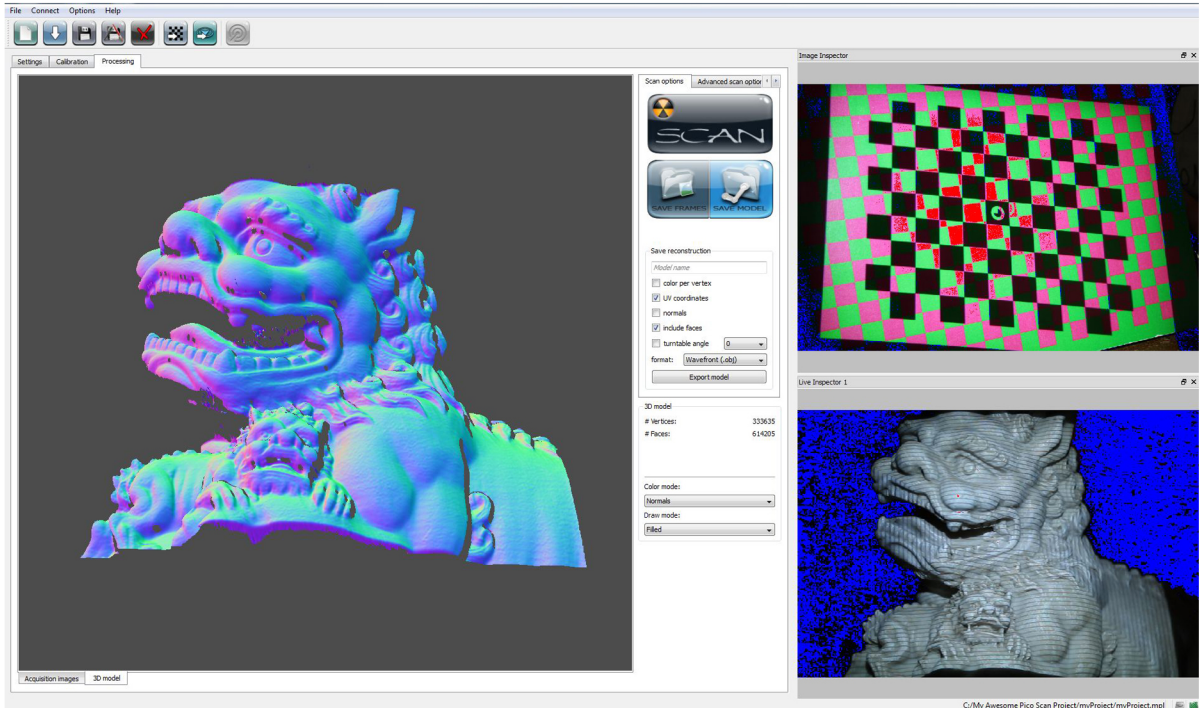 File Connect Options Help
Settings Calibration Processing
Scan options Advanced scan option
SCAN
SAVE FRAMES SAVE MODEL
Save reconstruction
Model name
color per vertex
UV coordinates
normals
include faces
turntable angle 0
format: Wavefront (.obj)
Export model
3D model
# Vertices: 333635
# Faces: 614205
Color mode:
Normals
Draw mode:
Filled
Acquisition images 3D model
Image Inspector
Live Inspector 1
C:/My Awesome Pico Scan Project/myProject/myProject.mpl